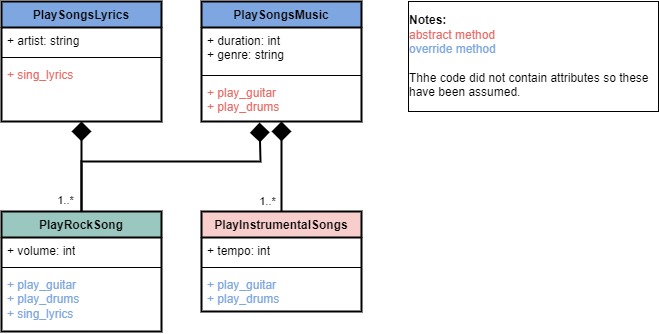 PlaySongsLyrics
+ artist: string
+ sing_lyrics
PlaySongsMusic
+ duration: int
+ genre: string
+ play_guitar
+ play_drums
Notes:
abstract method
override method
Thhe code did not contain attributes so these
have been assumed.
1..*
1..*
PlayRockSong
+ volume: int
+ play_guitar
+ play_drums
+ sing_lyrics
PlayInstrumentalSongs
+ tempo: int
+ play_guitar
+ play_drums